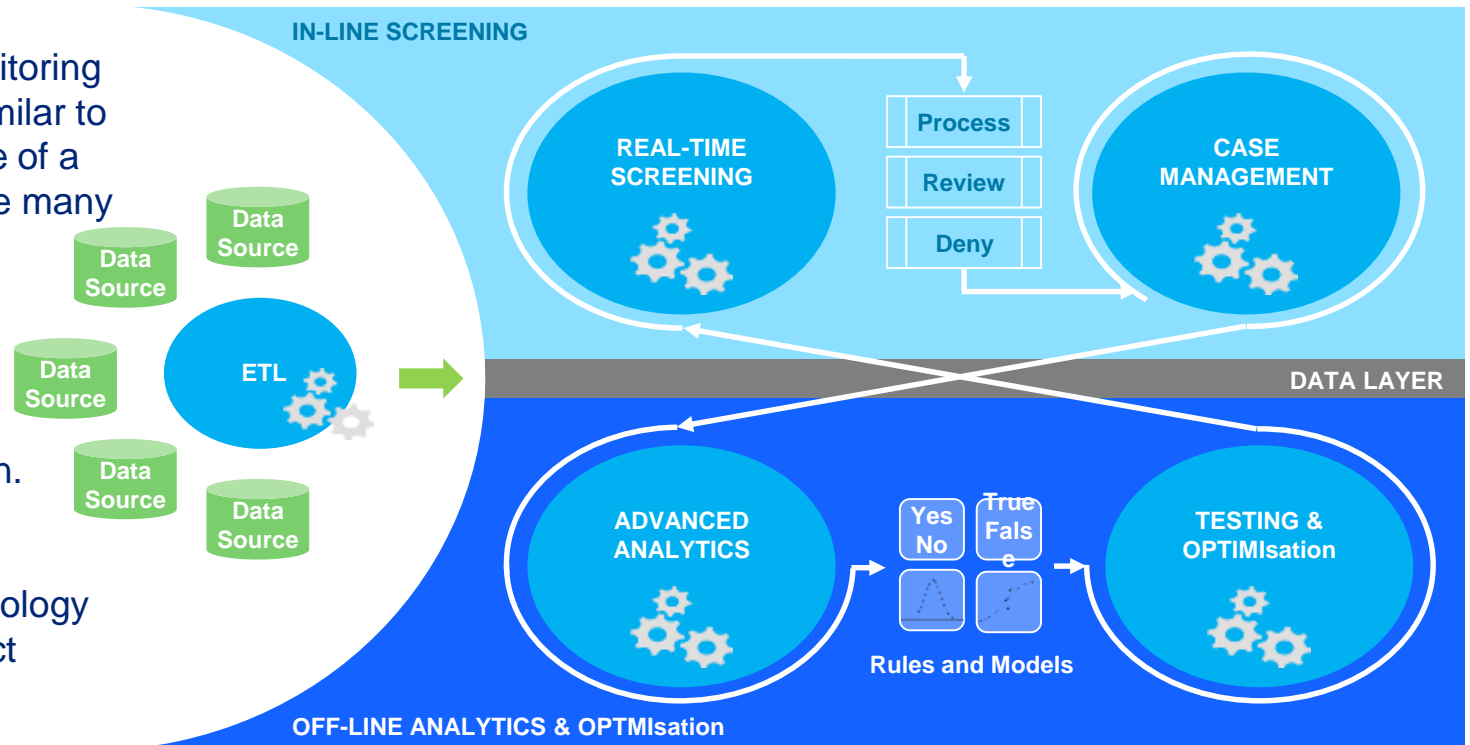 itoring
milar to
e of a
e many
n.
ology
ct
Data
Source
Data
Source
Data
Source
Data
Source
Data
Source
ETL
IN-LINE SCREENING
REAL-TIME
SCREENING
Process
Review
Deny
CASE
MANAGEMENT
DATA LAYER
ADVANCED
ANALYTICS
Yes
No
True
Fals
e
Rules and Models
TESTING &
OPTIMIsation
OFF-LINE ANALYTICS & OPTMIsation